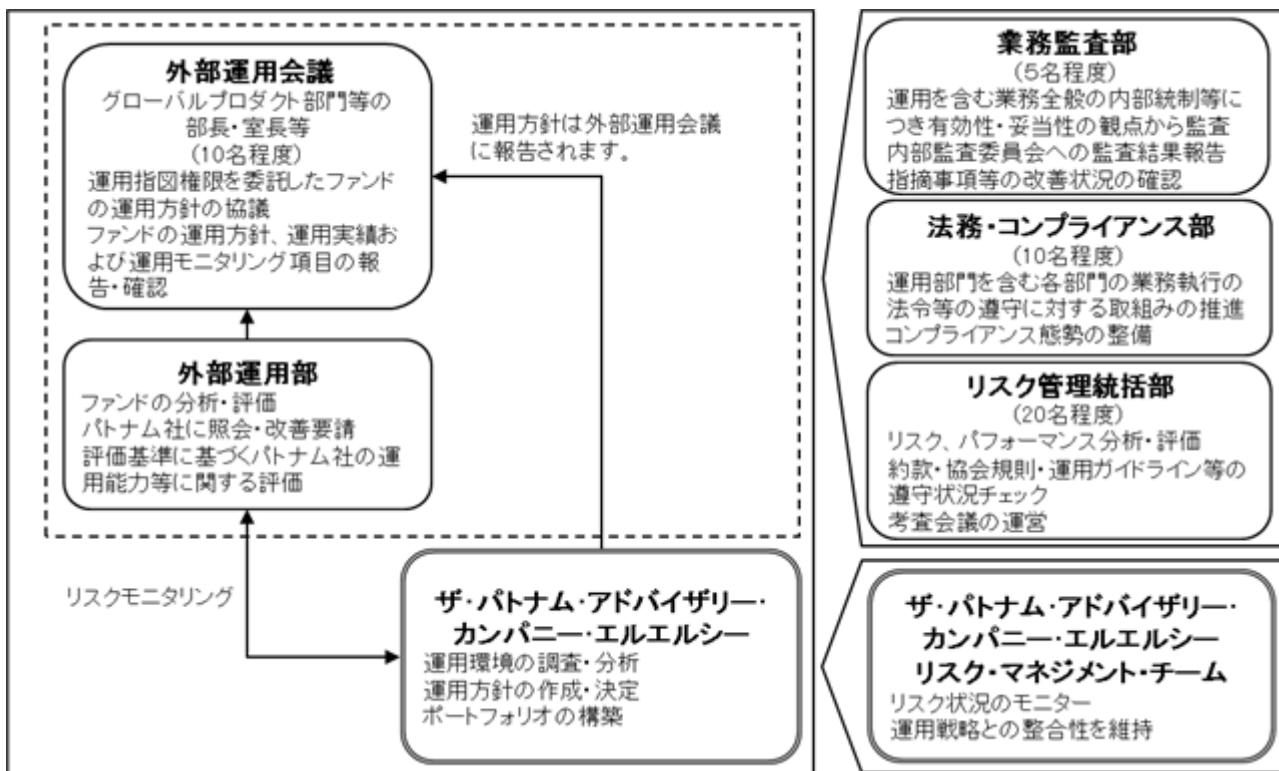 外部運用会議
グローバルプロダクト部門等の
部長・室長等
(10名程度)
運用指図権限を委託したファンド
の運用方針の協議
ファンドの運用方針、運用実績お
よび運用モニタリング項目の報
告・確認
運用方針は外部運用会議
に報告されます。
外部運用部
ファンドの分析・評価
パトナム社に照会・改善要請
評価基準に基づくパトナム社の運
用能力等に関する評価
リスクモニタリング
ザ・パトナム・アドバイザリー・
カンパニー・エルエルシー
運用環境の調査・分析
運用方針の作成・決定
ポートフォリオの構築
業務監査部
(5名程度)
運用を含む業務全般の内部統制等に
つき有効性・妥当性の観点から監査
内部監査委員会への監査結果報告
指摘事項等の改善状況の確認
法務・コンプライアンス部
(10名程度)
運用部門を含む各部門の業務執行の
法令等の遵守に対する取組みの推進
コンプライアンス態勢の整備
リスク管理統括部
(20名程度)
リスク、パフォーマンス分析・評価
約款・協会規則・運用ガイドライン等の
遵守状況チェック
考査会議の運営
ザ・パトナム・アドバイザリー・
カンパニー・エルエルシー
リスク・マネジメント・チーム
リスク状況のモニター
運用戦略との整合性を維持